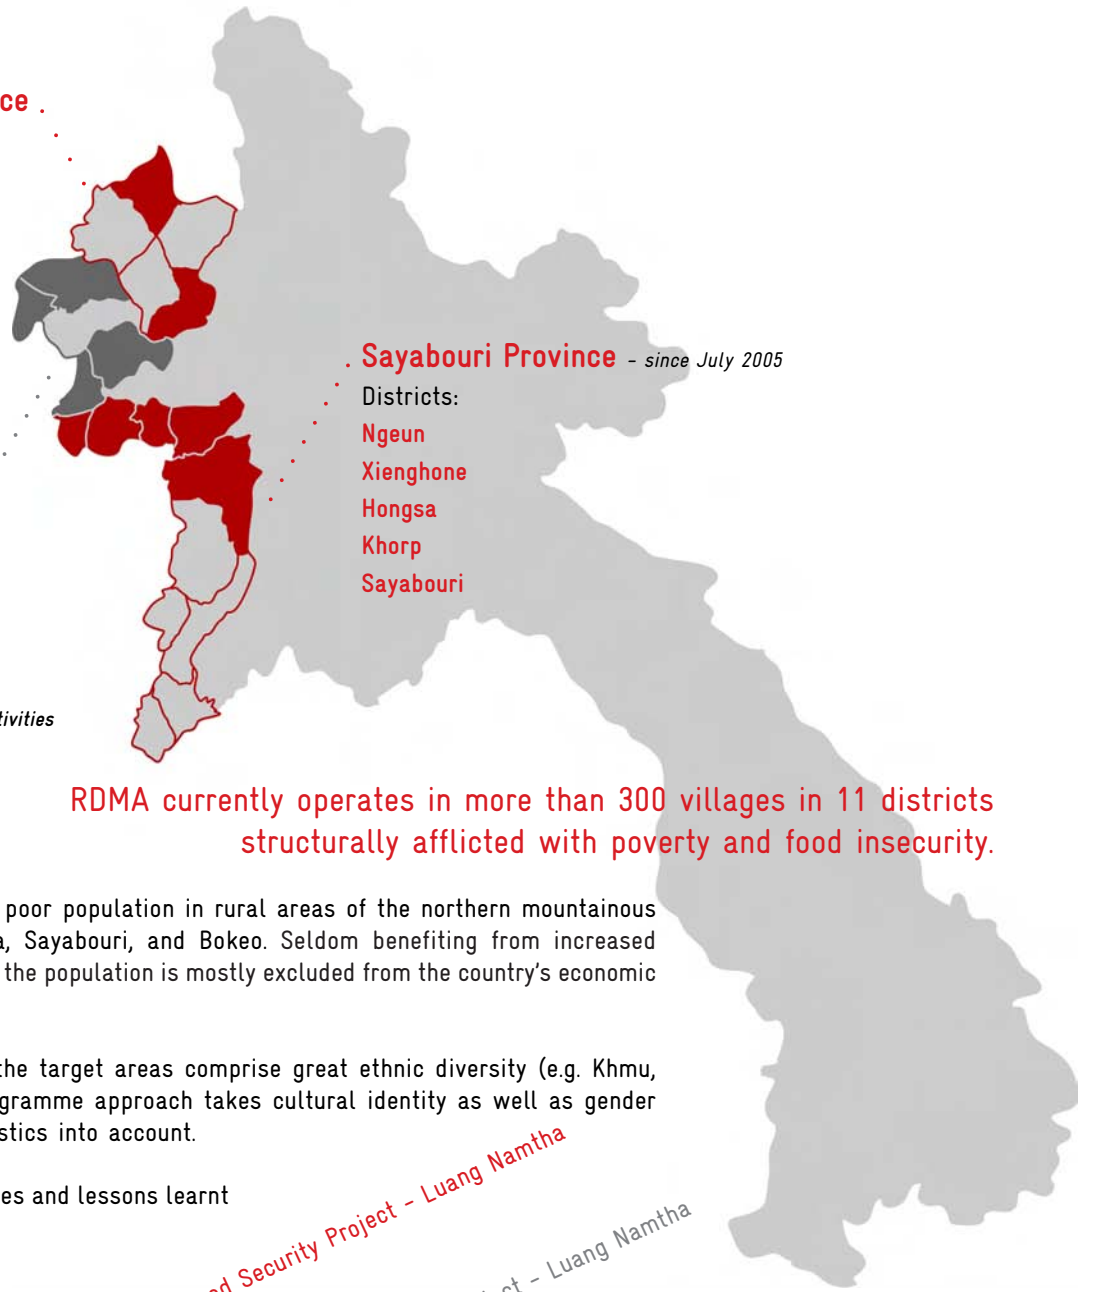 ce
Sayabouri Province - since July 2005
Districts:
Ngeun
Xienghone
Hongsa
Khorp
Sayabouri
tivities
RDMA currently operates in more than 300 villages in 11 districts
structurally afflicted with poverty and food insecurity.
poor population in rural areas of the northern mountainous
a, Sayabouri, and Bokeo. Seldom benefiting from increased
the population is mostly excluded from the country's economic
the target areas comprise great ethnic diversity (e.g. Khmu,
gramme approach takes cultural identity as well as gender
stics into account.
es and lessons learnt
od Security Project - Luang Namtha
ct - Luang Namtha